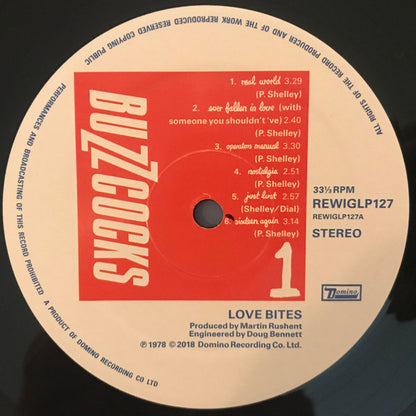 ALL RIGHTS OF THE RECORD PRODUCER AND OF THE WORK REPRODUCED RESERVED COPYING PUBLIC
PERFORMANCES AND BROADCASTING OF THIS RECORD PROHIBITED A PRODUCT OF DOMINO RECORDING CO LTD
BUZZCOCKS
1. real world 3.29
(P. Shelley)
2. ever fallen in love (with
someone you shouldn't 've) 2.40
(P. Shelley)
3. operators manual 3.30
(P. Shelley)
4. nostalgia 2.51
(P. Shelley)
5. just lust 2.57
(Shelley/Dial)
6. sixteen again 3.14
(P. Shelley)
1
33⅓ RPM
REWIGLP127
REWIGLP127A
STEREO
Domino
LOVE BITES
Produced by Martin Rushent
Engineered by Doug Bennett
℗ 1978 © 2018 Domino Recording Co. Ltd.